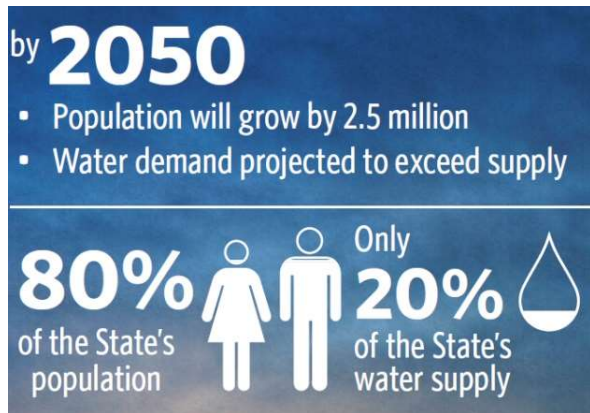 by 2050
• Population will grow by 2.5 million
• Water demand projected to exceed supply
80%
of the State's
population
Only
20%
of the State's
water supply